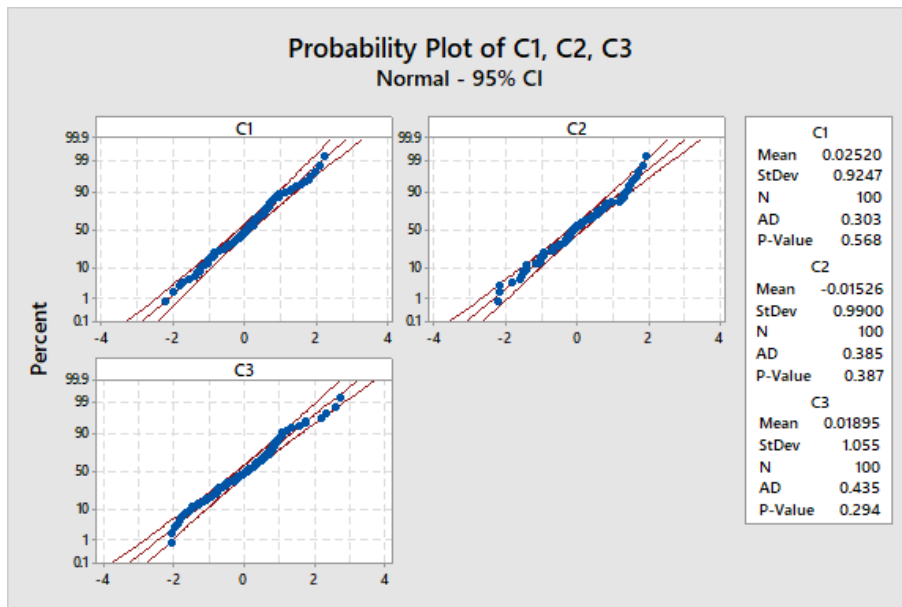 Probability Plot of C1, C2, C3
Normal - 95% CI
Percent
C1
99.9
99
90
50
10
1
0.1
-4 -2 0 2 4
C2
99.9
99
90
50
10
1
0.1
-4 -2 0 2 4
C3
99.9
99
90
50
10
1
0.1
-4 -2 0 2 4
C1
Mean 0.02520
StDev 0.9247
N 100
AD 0.303
P-Value 0.568
C2
Mean -0.01526
StDev 0.9900
N 100
AD 0.385
P-Value 0.387
C3
Mean 0.01895
StDev 1.055
N 100
AD 0.435
P-Value 0.294